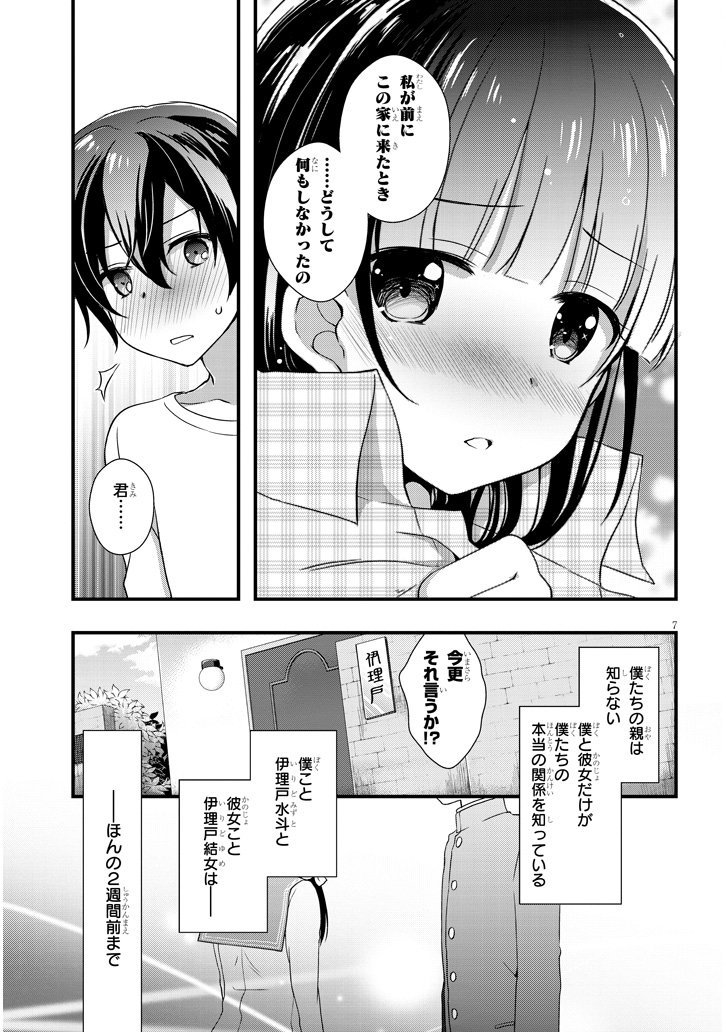 私が前に
この家に来たとき
……どうして
何もしなかったの
君……
7
今更
それ言うか!?
伊理戸
僕たちの親は
知らない
僕と彼女だけが
僕たちの
本当の関係を知っている
僕こと
伊理戸水斗と
彼女こと
伊理戸結女は――
――ほんの2週間前まで